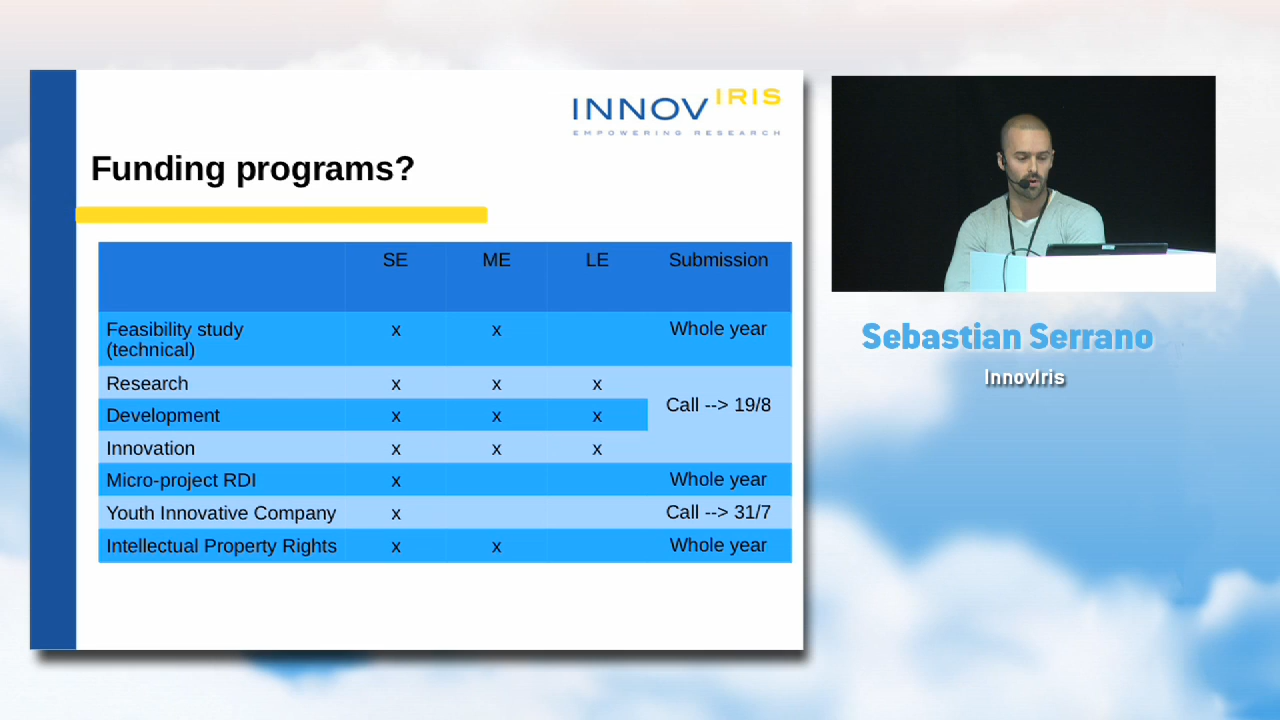 INNOVIRIS
EMPOWERING RESEARCH
Funding programs?
SE ME LE Submission
Feasibility study
(technical) x x Whole year
Research x x x
Call --> 19/8
Development x x x
Innovation x x x
Micro-project RDI x Whole year
Youth Innovative Company x Call --> 31/7
Intellectual Property Rights x x Whole year
Sebastian Serrano
InnovIris